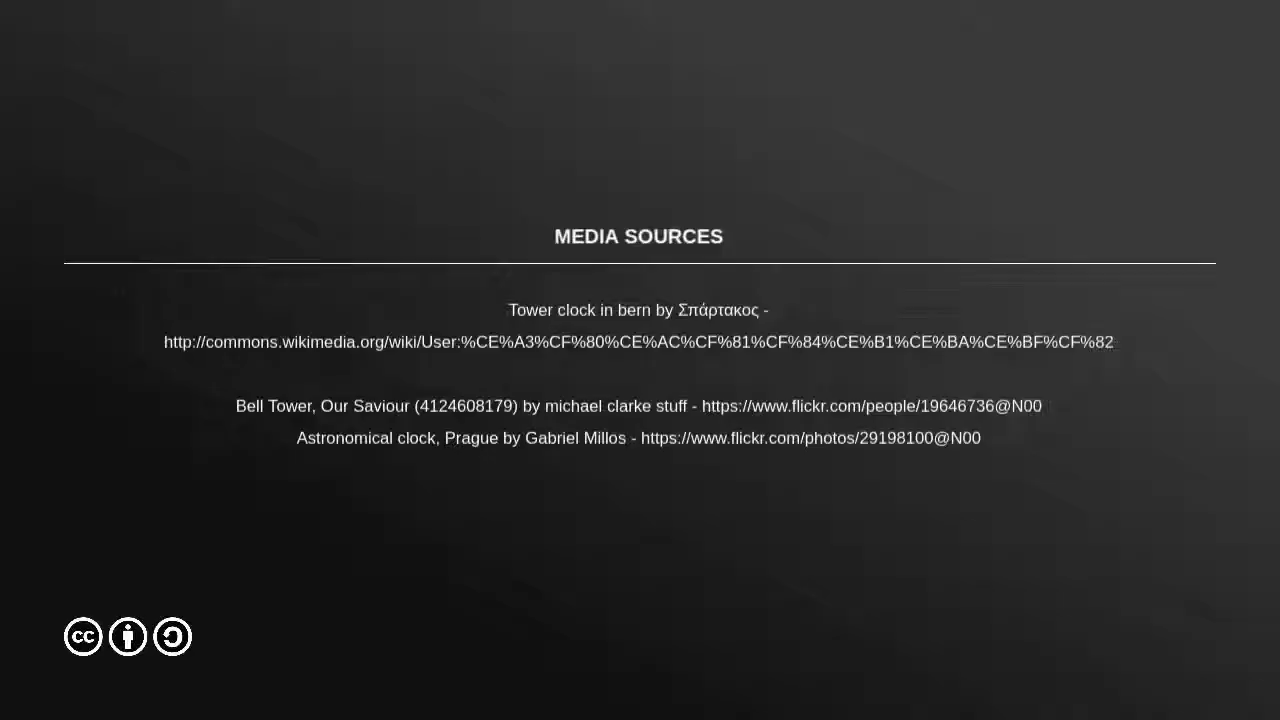 MEDIA SOURCES
Tower clock in bern by Σπάρτακος -
http://commons.wikimedia.org/wiki/User:%CE%A3%CF%80%CE%AC%CF%81%CF%84%CE%B1%CE%BA%CE%BF%CF%82
Bell Tower, Our Saviour (4124608179) by michael clarke stuff - https://www.flickr.com/people/19646736@N00
Astronomical clock, Prague by Gabriel Millos - https://www.flickr.com/photos/29198100@N00
cc